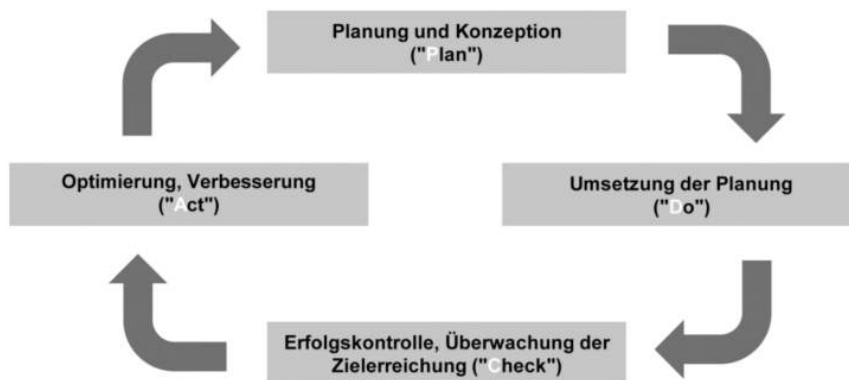 Planung und Konzeption
("Plan")
Optimierung, Verbesserung
("Act")
Umsetzung der Planung
("Do")
Erfolgskontrolle, Überwachung der
Zielerreichung ("Check")